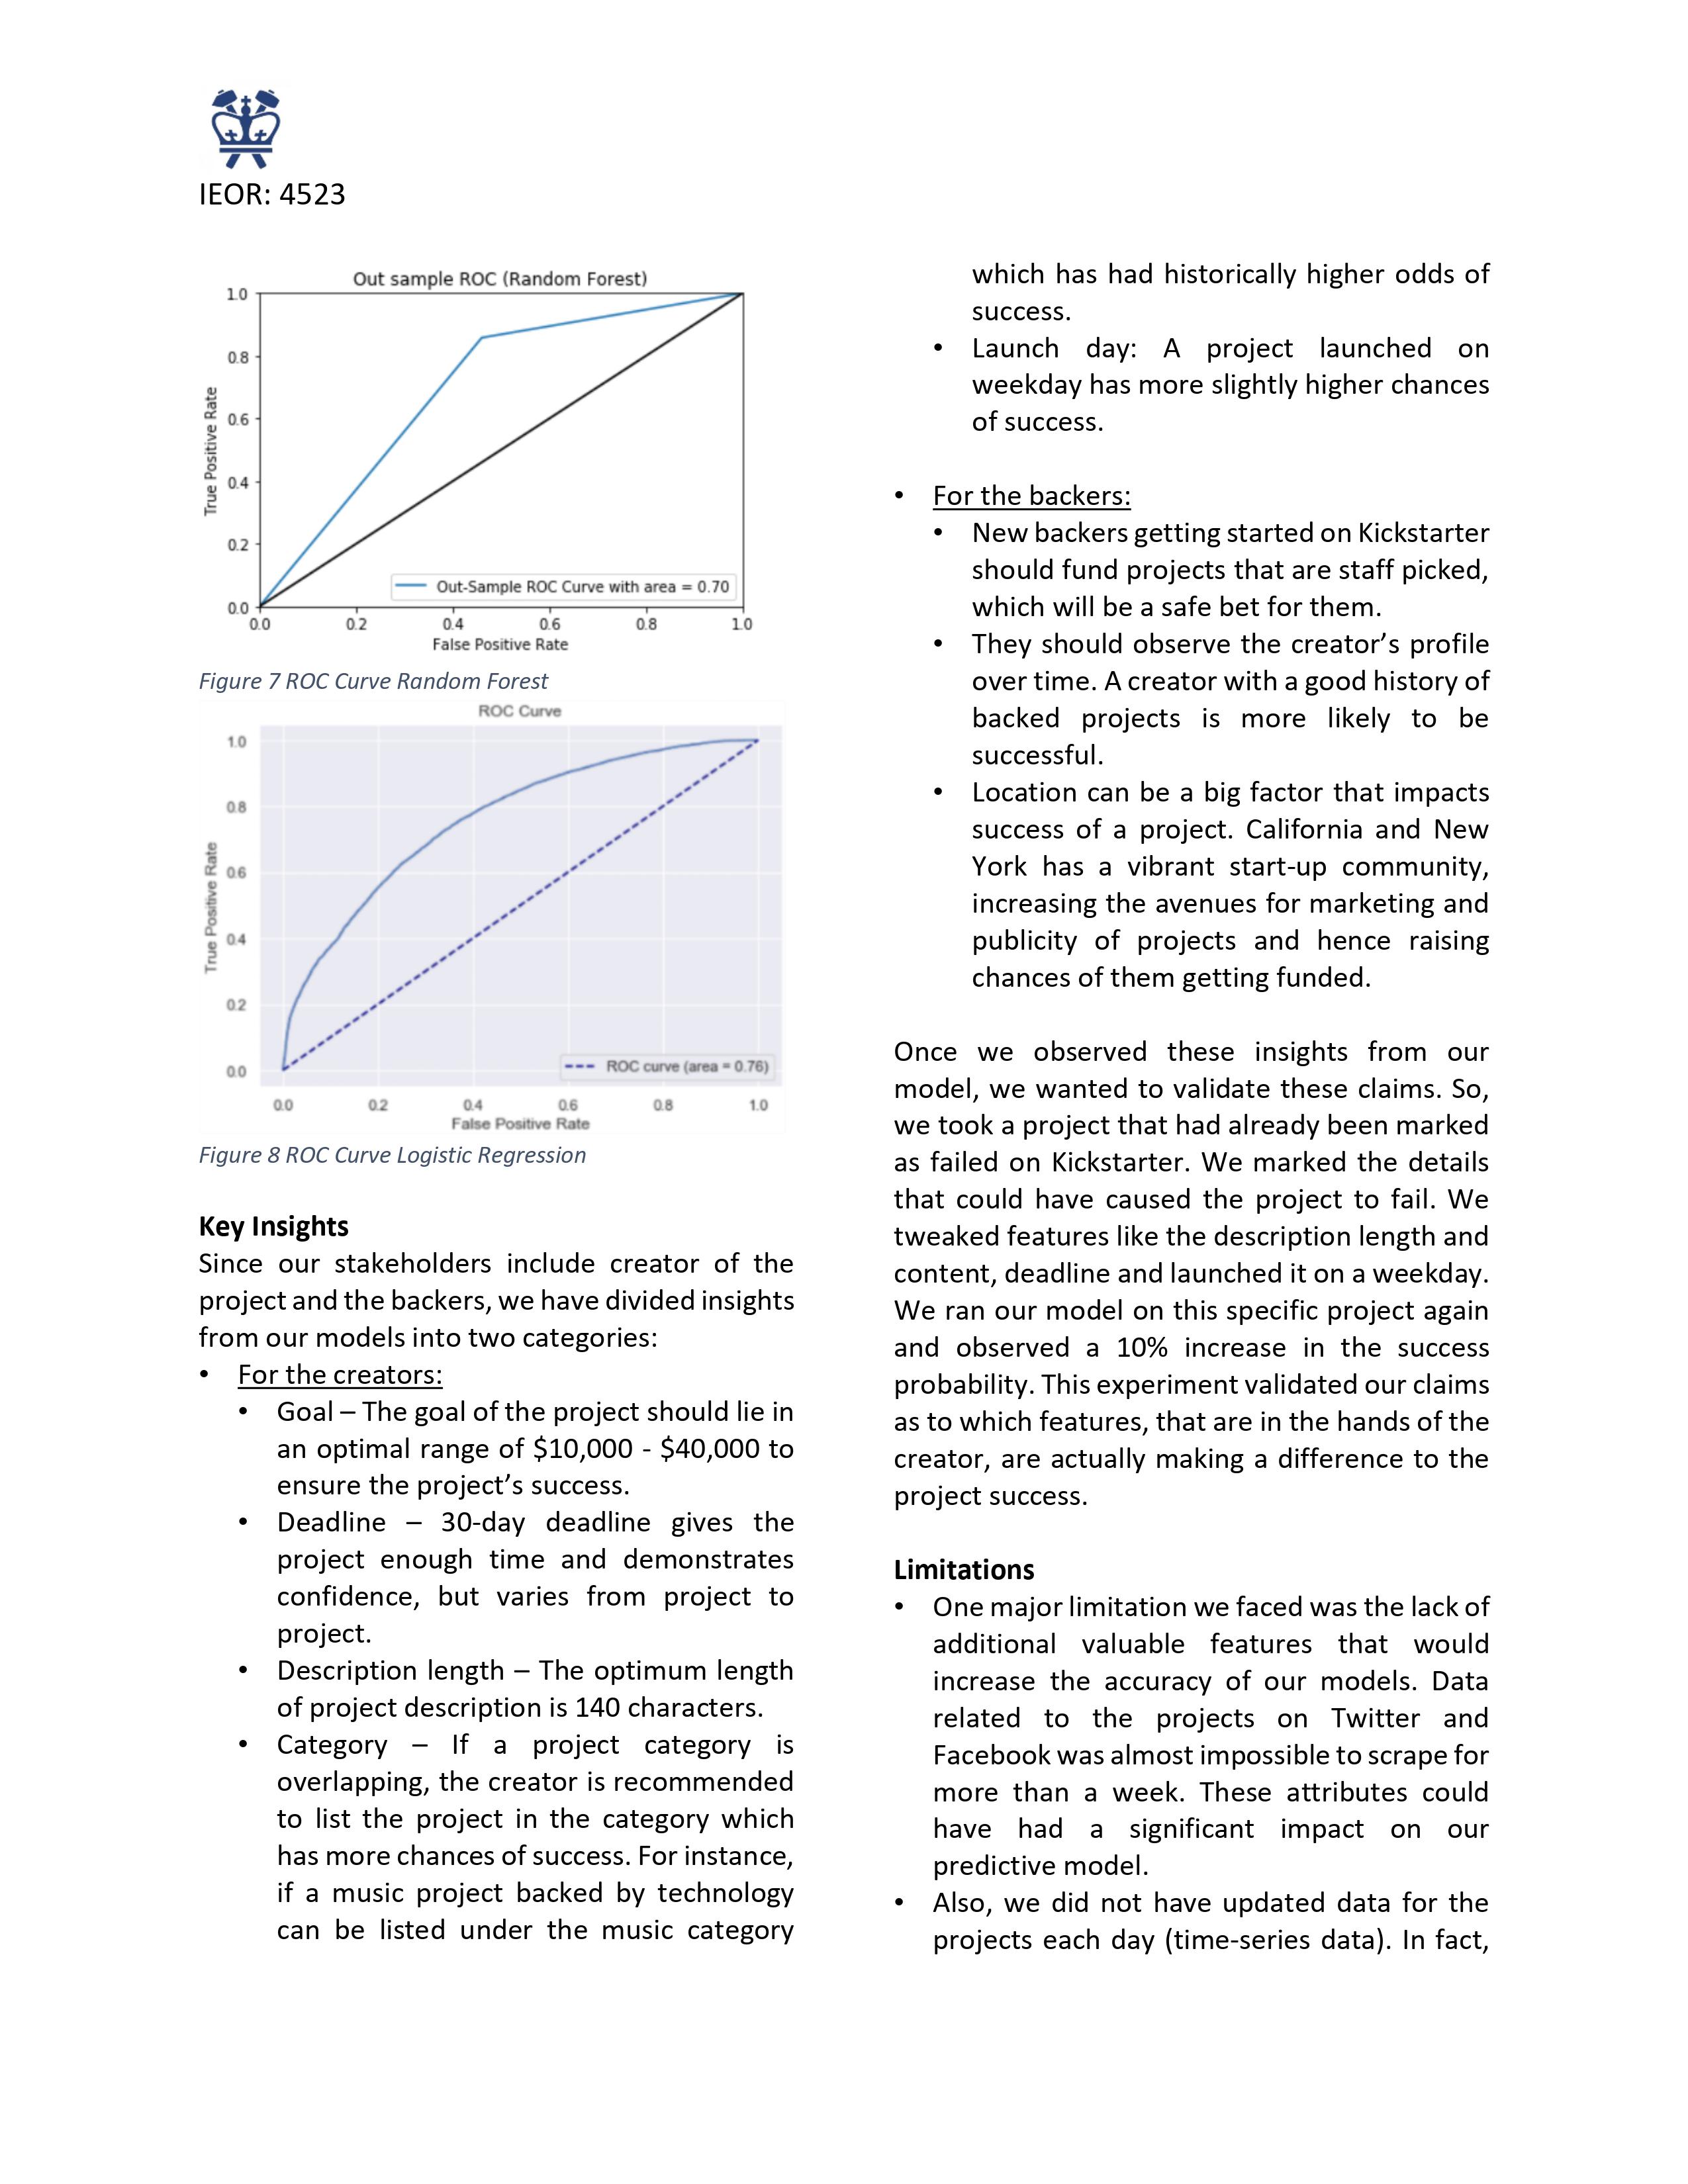 IEOR: 4523
Out sample ROC (Random Forest)
True Positive Rate
1.0
0.8
0.6
0.4
0.2
0.0
Out-Sample ROC Curve with area = 0.70
0.0 0.2 0.4 0.6 0.8 1.0
False Positive Rate
Figure 7 ROC Curve Random Forest
ROC Curve
True Positive Rate
1.0
0.8
0.6
0.4
0.2
0.0
ROC curve (area = 0.76)
0.0 0.2 0.4 0.6 0.8 1.0
False Positive Rate
Figure 8 ROC Curve Logistic Regression
Key Insights
Since our stakeholders include creator of the
project and the backers, we have divided insights
from our models into two categories:
• For the creators:
• Goal – The goal of the project should lie in
an optimal range of $10,000 - $40,000 to
ensure the project’s success.
• Deadline – 30-day deadline gives the
project enough time and demonstrates
confidence, but varies from project to
project.
• Description length – The optimum length
of project description is 140 characters.
• Category – If a project category is
overlapping, the creator is recommended
to list the project in the category which
has more chances of success. For instance,
if a music project backed by technology
can be listed under the music category
which has had historically higher odds of
success.
• Launch day: A project launched on
weekday has more slightly higher chances
of success.
• For the backers:
• New backers getting started on Kickstarter
should fund projects that are staff picked,
which will be a safe bet for them.
• They should observe the creator’s profile
over time. A creator with a good history of
backed projects is more likely to be
successful.
• Location can be a big factor that impacts
success of a project. California and New
York has a vibrant start-up community,
increasing the avenues for marketing and
publicity of projects and hence raising
chances of them getting funded.
Once we observed these insights from our
model, we wanted to validate these claims. So,
we took a project that had already been marked
as failed on Kickstarter. We marked the details
that could have caused the project to fail. We
tweaked features like the description length and
content, deadline and launched it on a weekday.
We ran our model on this specific project again
and observed a 10% increase in the success
probability. This experiment validated our claims
as to which features, that are in the hands of the
creator, are actually making a difference to the
project success.
Limitations
• One major limitation we faced was the lack of
additional valuable features that would
increase the accuracy of our models. Data
related to the projects on Twitter and
Facebook was almost impossible to scrape for
more than a week. These attributes could
have had a significant impact on our
predictive model.
• Also, we did not have updated data for the
projects each day (time-series data). In fact,